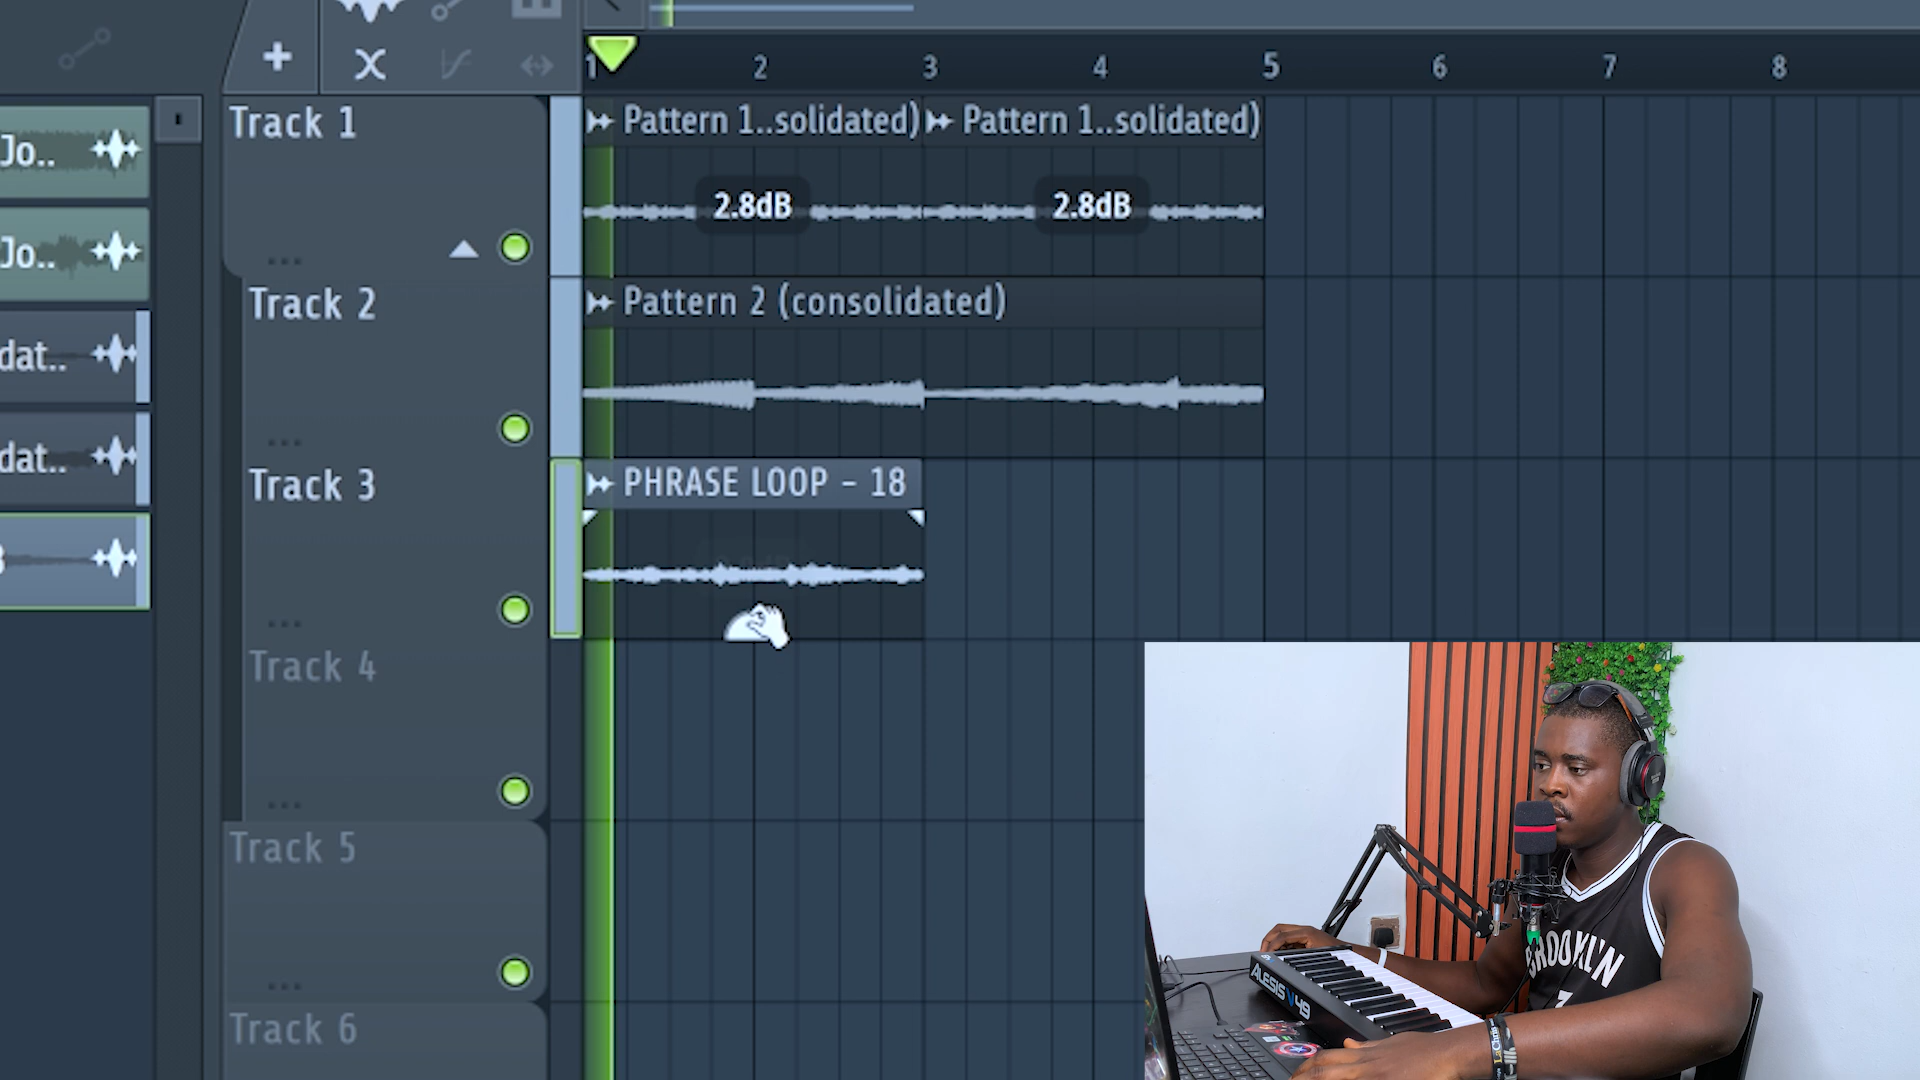 1 2 3 4 5 6 7 8
Track 1
Pattern 1..solidated) Pattern 1..solidated)
Jo..
2.8dB 2.8dB
Jo..
...
Track 2
Pattern 2 (consolidated)
dat..
...
dat..
Track 3
PHRASE LOOP - 18
...
Track 4
...
Track 5
...
Track 6
BROOKLYN
ALESIS V49